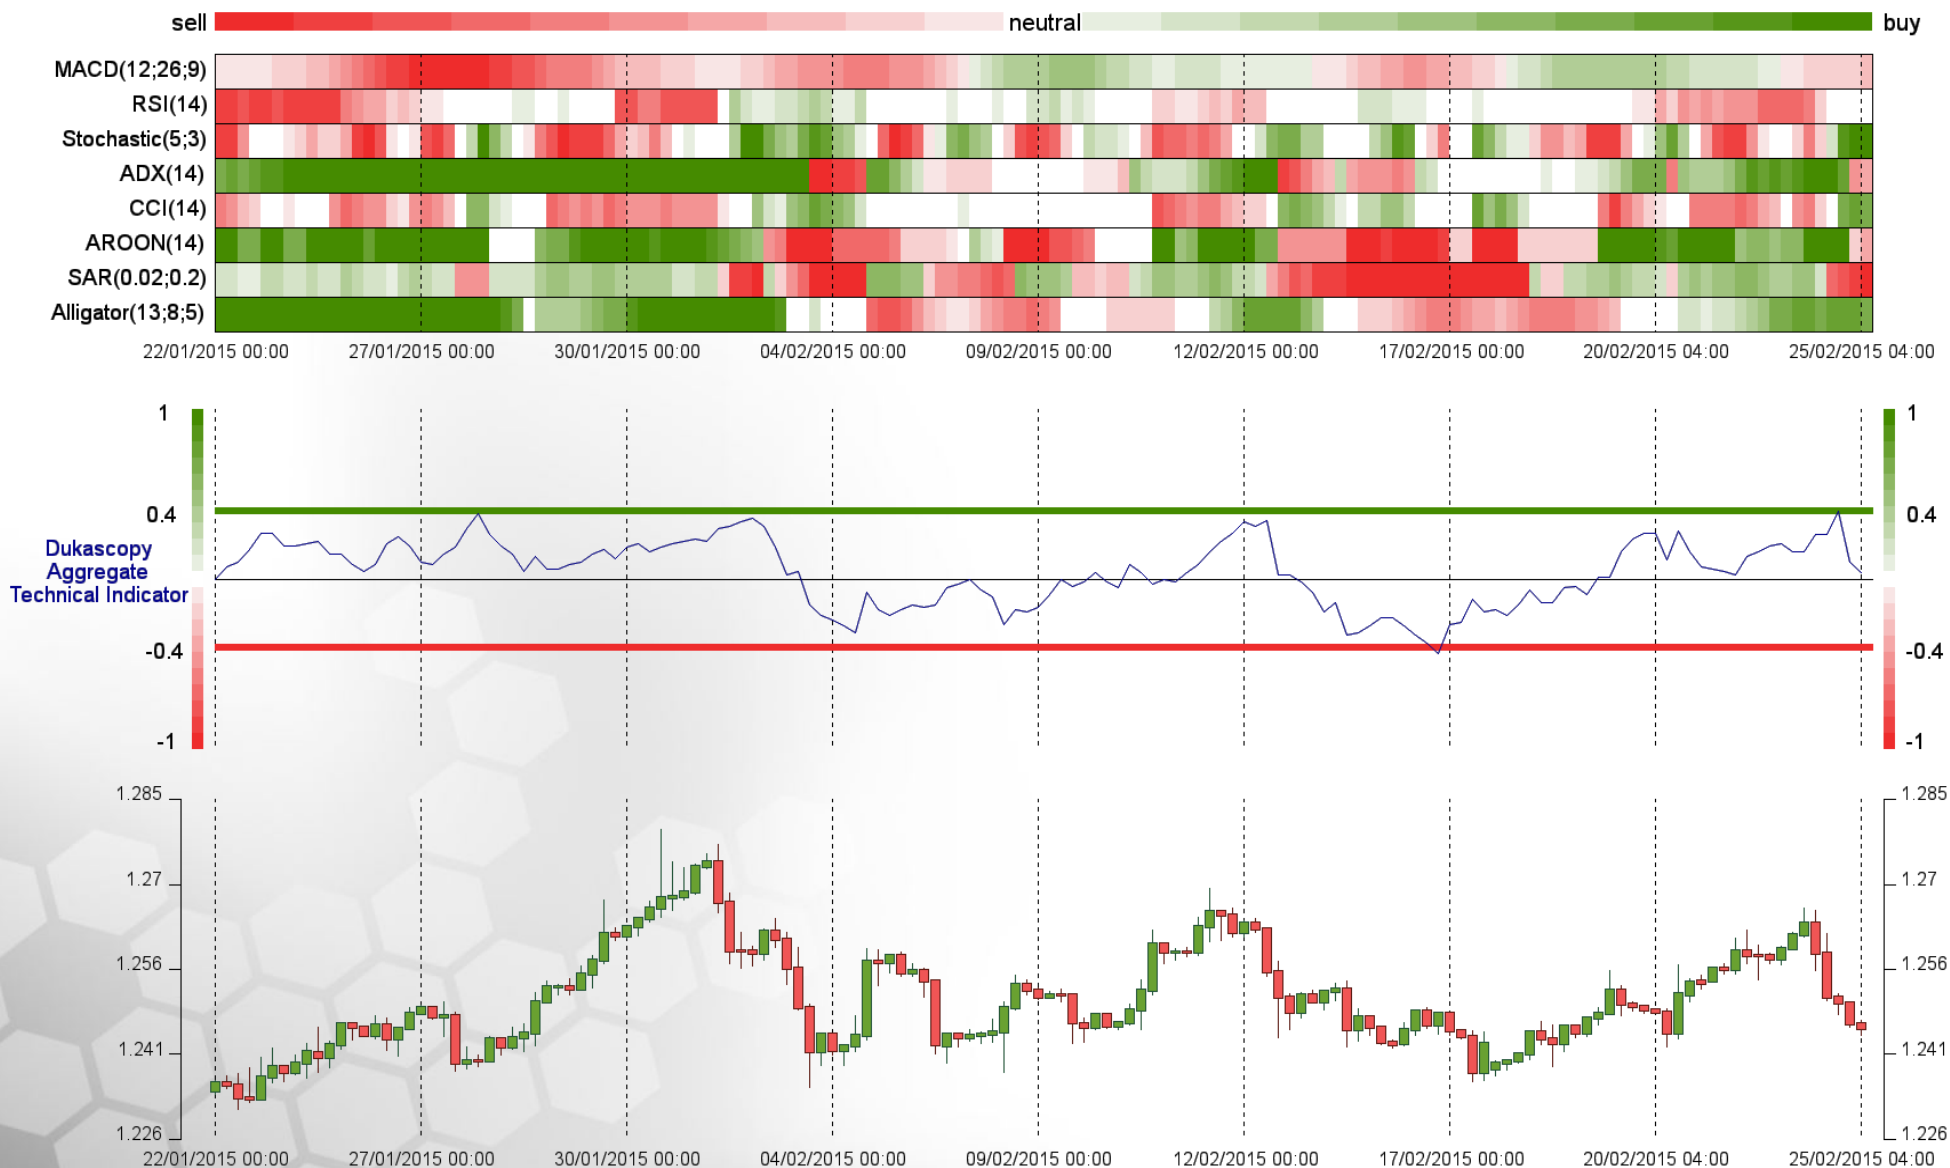 sell neutral buy
MACD(12;26;9)
RSI(14)
Stochastic(5;3)
ADX(14)
CCI(14)
AROON(14)
SAR(0.02;0.2)
Alligator(13;8;5)
22/01/2015 00:00 27/01/2015 00:00 30/01/2015 00:00 04/02/2015 00:00 09/02/2015 00:00 12/02/2015 00:00 17/02/2015 00:00 20/02/2015 04:00 25/02/2015 04:00
1 1
0.4 0.4
Dukascopy
Aggregate
Technical Indicator
-0.4 -0.4
-1 -1
1.285 1.285
1.27 1.27
1.256 1.256
1.241 1.241
1.226 1.226
22/01/2015 00:00 27/01/2015 00:00 30/01/2015 00:00 04/02/2015 00:00 09/02/2015 00:00 12/02/2015 00:00 17/02/2015 00:00 20/02/2015 04:00 25/02/2015 04:00